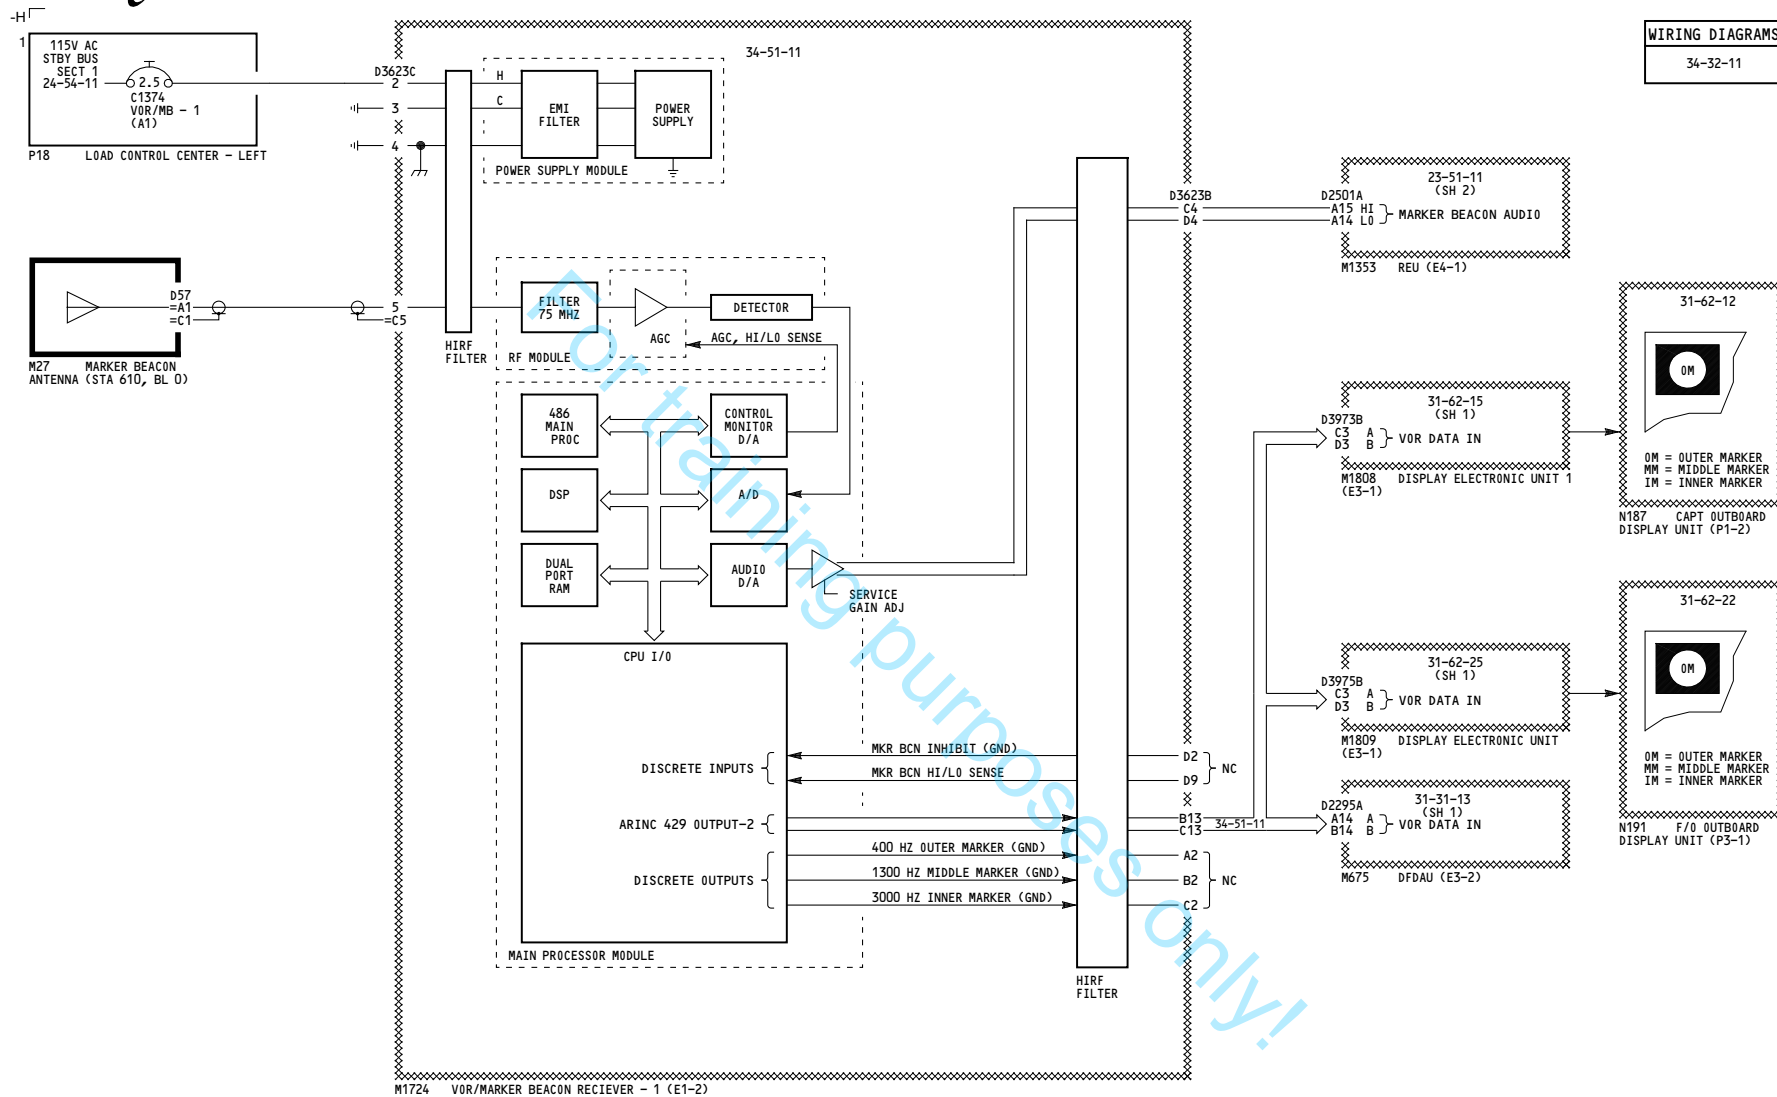 -H
1
115V AC
STBY BUS
SECT 1
24-54-11
2.5
C1374
VOR/MB - 1
(A1)
P18 LOAD CONTROL CENTER - LEFT
D3623C
2
3
4
34-51-11
H
C
EMI
FILTER
POWER
SUPPLY
POWER SUPPLY MODULE
WIRING DIAGRAMS
34-32-11
D57
=A1
=C1
M27 MARKER BEACON
ANTENNA (STA 610, BL 0)
5
=C5
HIRF
FILTER
FILTER
75 MHZ
AGC
DETECTOR
AGC, HI/LO SENSE
RF MODULE
486
MAIN
PROC
CONTROL
MONITOR
D/A
DSP
A/D
DUAL
PORT
RAM
AUDIO
D/A
SERVICE
GAIN ADJ
CPU I/O
DISCRETE INPUTS
MKR BCN INHIBIT (GND)
MKR BCN HI/LO SENSE
ARINC 429 OUTPUT-2
DISCRETE OUTPUTS
400 HZ OUTER MARKER (GND)
1300 HZ MIDDLE MARKER (GND)
3000 HZ INNER MARKER (GND)
MAIN PROCESSOR MODULE
HIRF
FILTER
M1724 VOR/MARKER BEACON RECIEVER - 1 (E1-2)
D3623B
C4
D4
D2
D9
NC
B13
C13
34-51-11
A2
B2
C2
NC
23-51-11
(SH 2)
D2501A
A15 HI
A14 LO
MARKER BEACON AUDIO
M1353 REU (E4-1)
31-62-15
(SH 1)
D3973B
C3 A
D3 B
VOR DATA IN
M1808 DISPLAY ELECTRONIC UNIT 1
(E3-1)
31-62-12
OM
OM = OUTER MARKER
MM = MIDDLE MARKER
IM = INNER MARKER
N187 CAPT OUTBOARD
DISPLAY UNIT (P1-2)
31-62-25
(SH 1)
D3975B
C3 A
D3 B
VOR DATA IN
M1809 DISPLAY ELECTRONIC UNIT
(E3-1)
31-62-22
OM
OM = OUTER MARKER
MM = MIDDLE MARKER
IM = INNER MARKER
N191 F/O OUTBOARD
DISPLAY UNIT (P3-1)
31-31-13
(SH 1)
D2295A
A14 A
B14 B
VOR DATA IN
M675 DFDAU (E3-2)
For training purposes only!